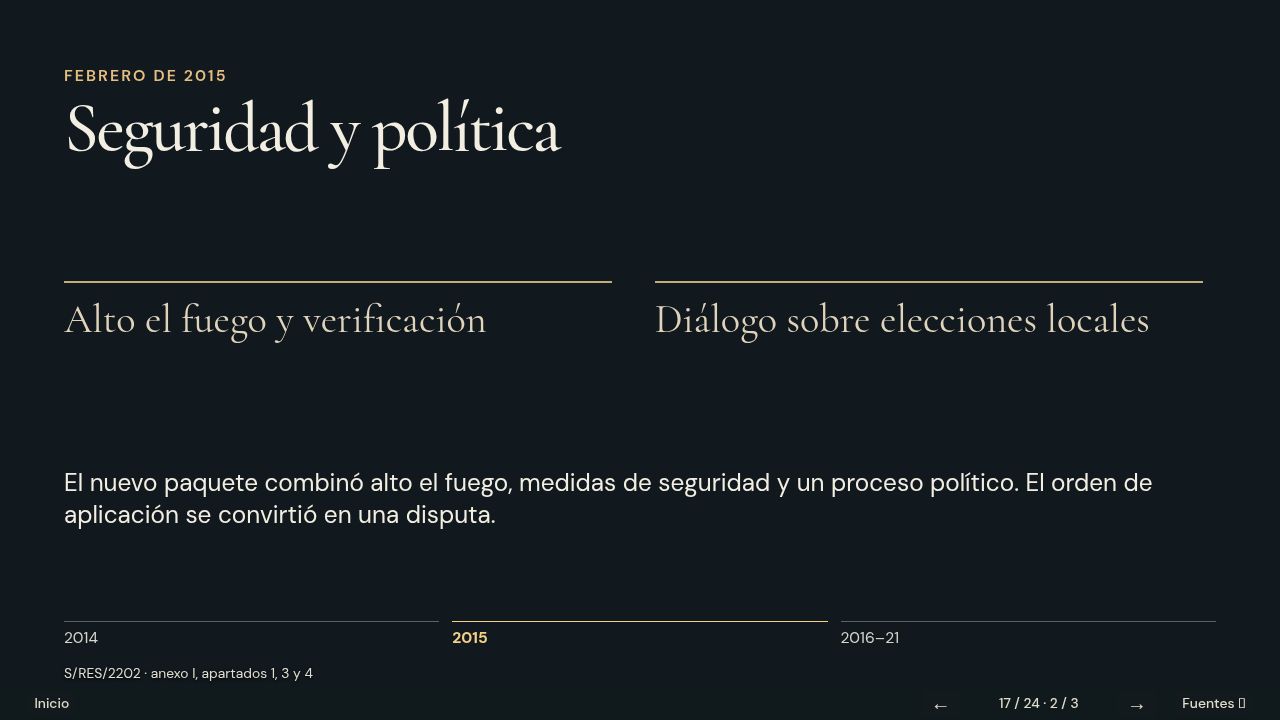 FEBRERO DE 2015
Seguridad y política
Alto el fuego y verificación
Diálogo sobre elecciones locales
El nuevo paquete combinó alto el fuego, medidas de seguridad y un proceso político. El orden de
aplicación se convirtió en una disputa.
2014
2015
2016–21
S/RES/2202 · anexo I, apartados 1, 3 y 4
Inicio
← 17 / 24 · 2 / 3 →
Fuentes